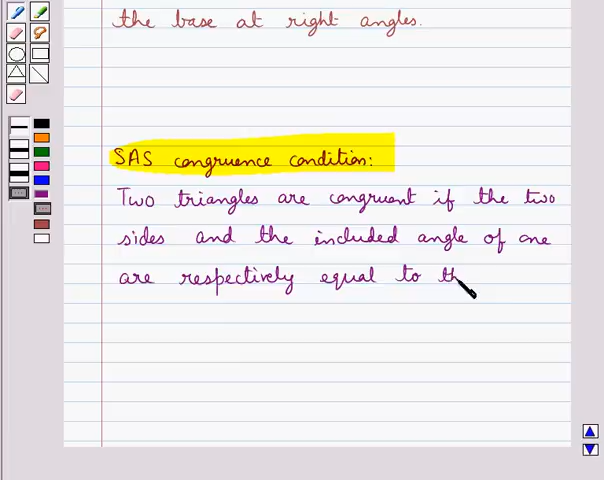 the base at right angles.
SAS congruence condition:
Two triangles are congruent if the two
sides and the included angle of one
are respectively equal to th